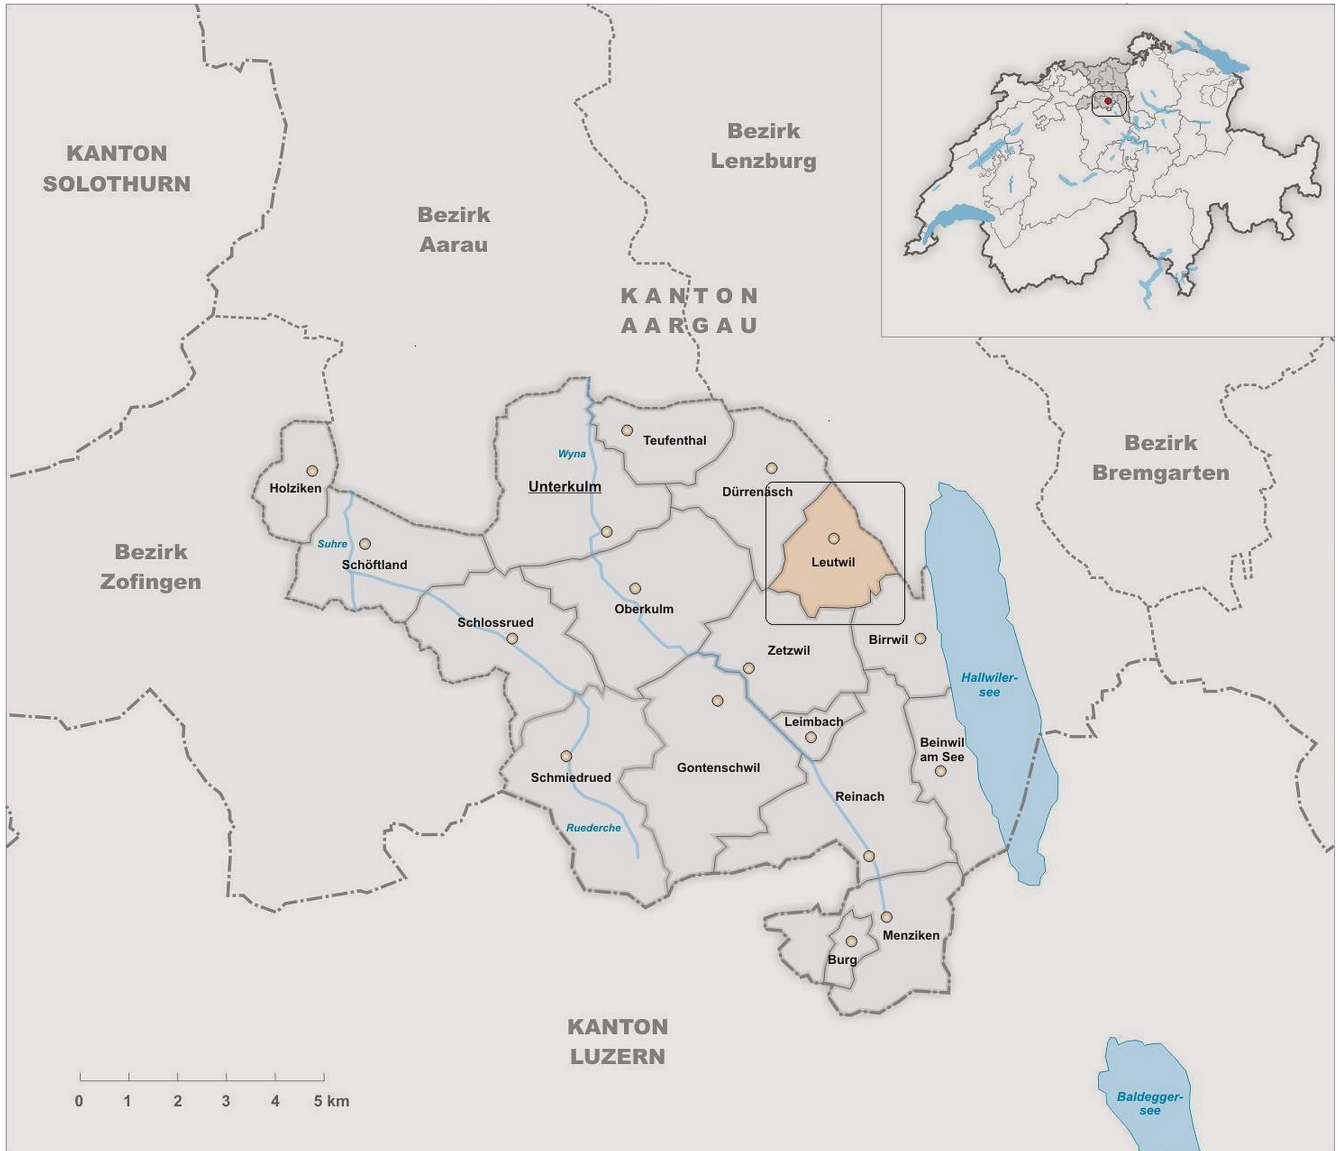 Bezirk
Lenzburg
KANTON
SOLOTHURN
Bezirk
Aarau
KANTON
AARGAU
Bezirk
Bremgarten
Teufenthal
Wyna
Unterkulm
Dürrenäsch
Holziken
Suhre
Schöftland
Bezirk
Zofingen
Leutwil
Oberkulm
Schlossrued
Birrwil
Zetzwil
Hallwiler-
see
Leimbach
Beinwil
am See
Gontenschwil
Schmiedrued
Reinach
Ruederche
Menziken
Burg
KANTON
LUZERN
Baldegger-
see
0 1 2 3 4 5 km